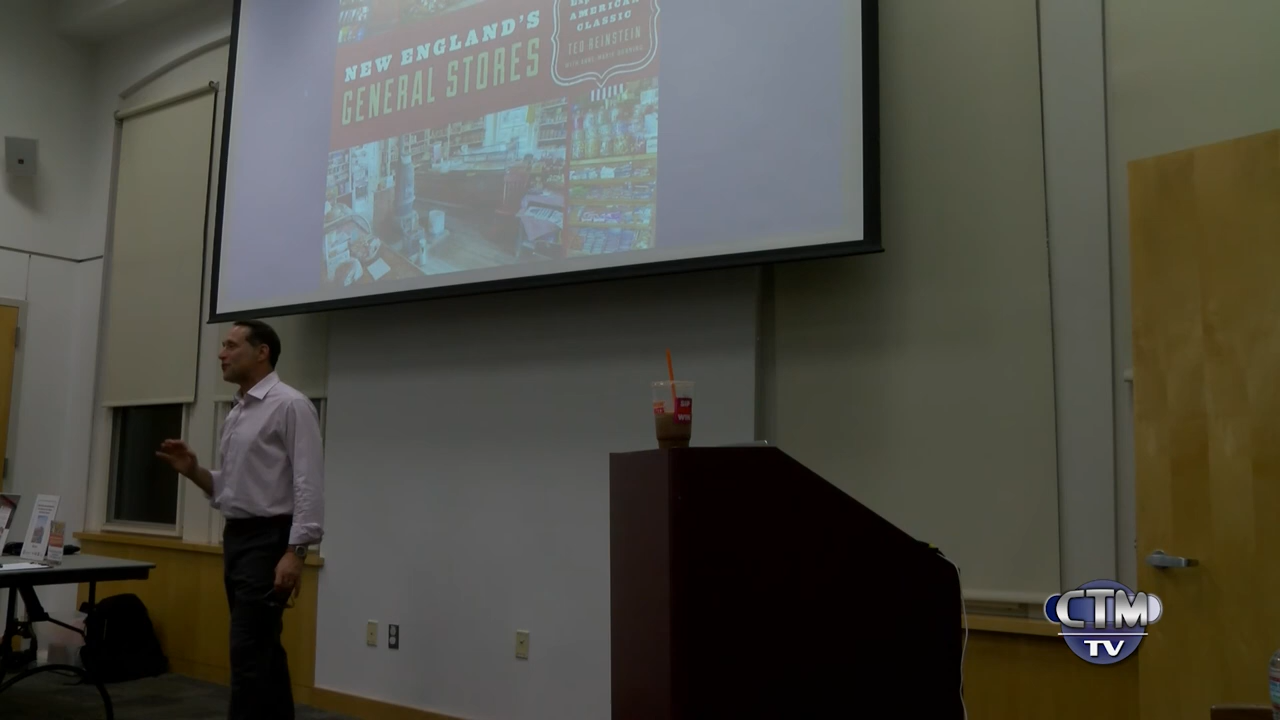 NEW ENGLAND'S
GENERAL STORES
AMERICAN
CLASSIC
TED REINSTEIN
CTM
TV